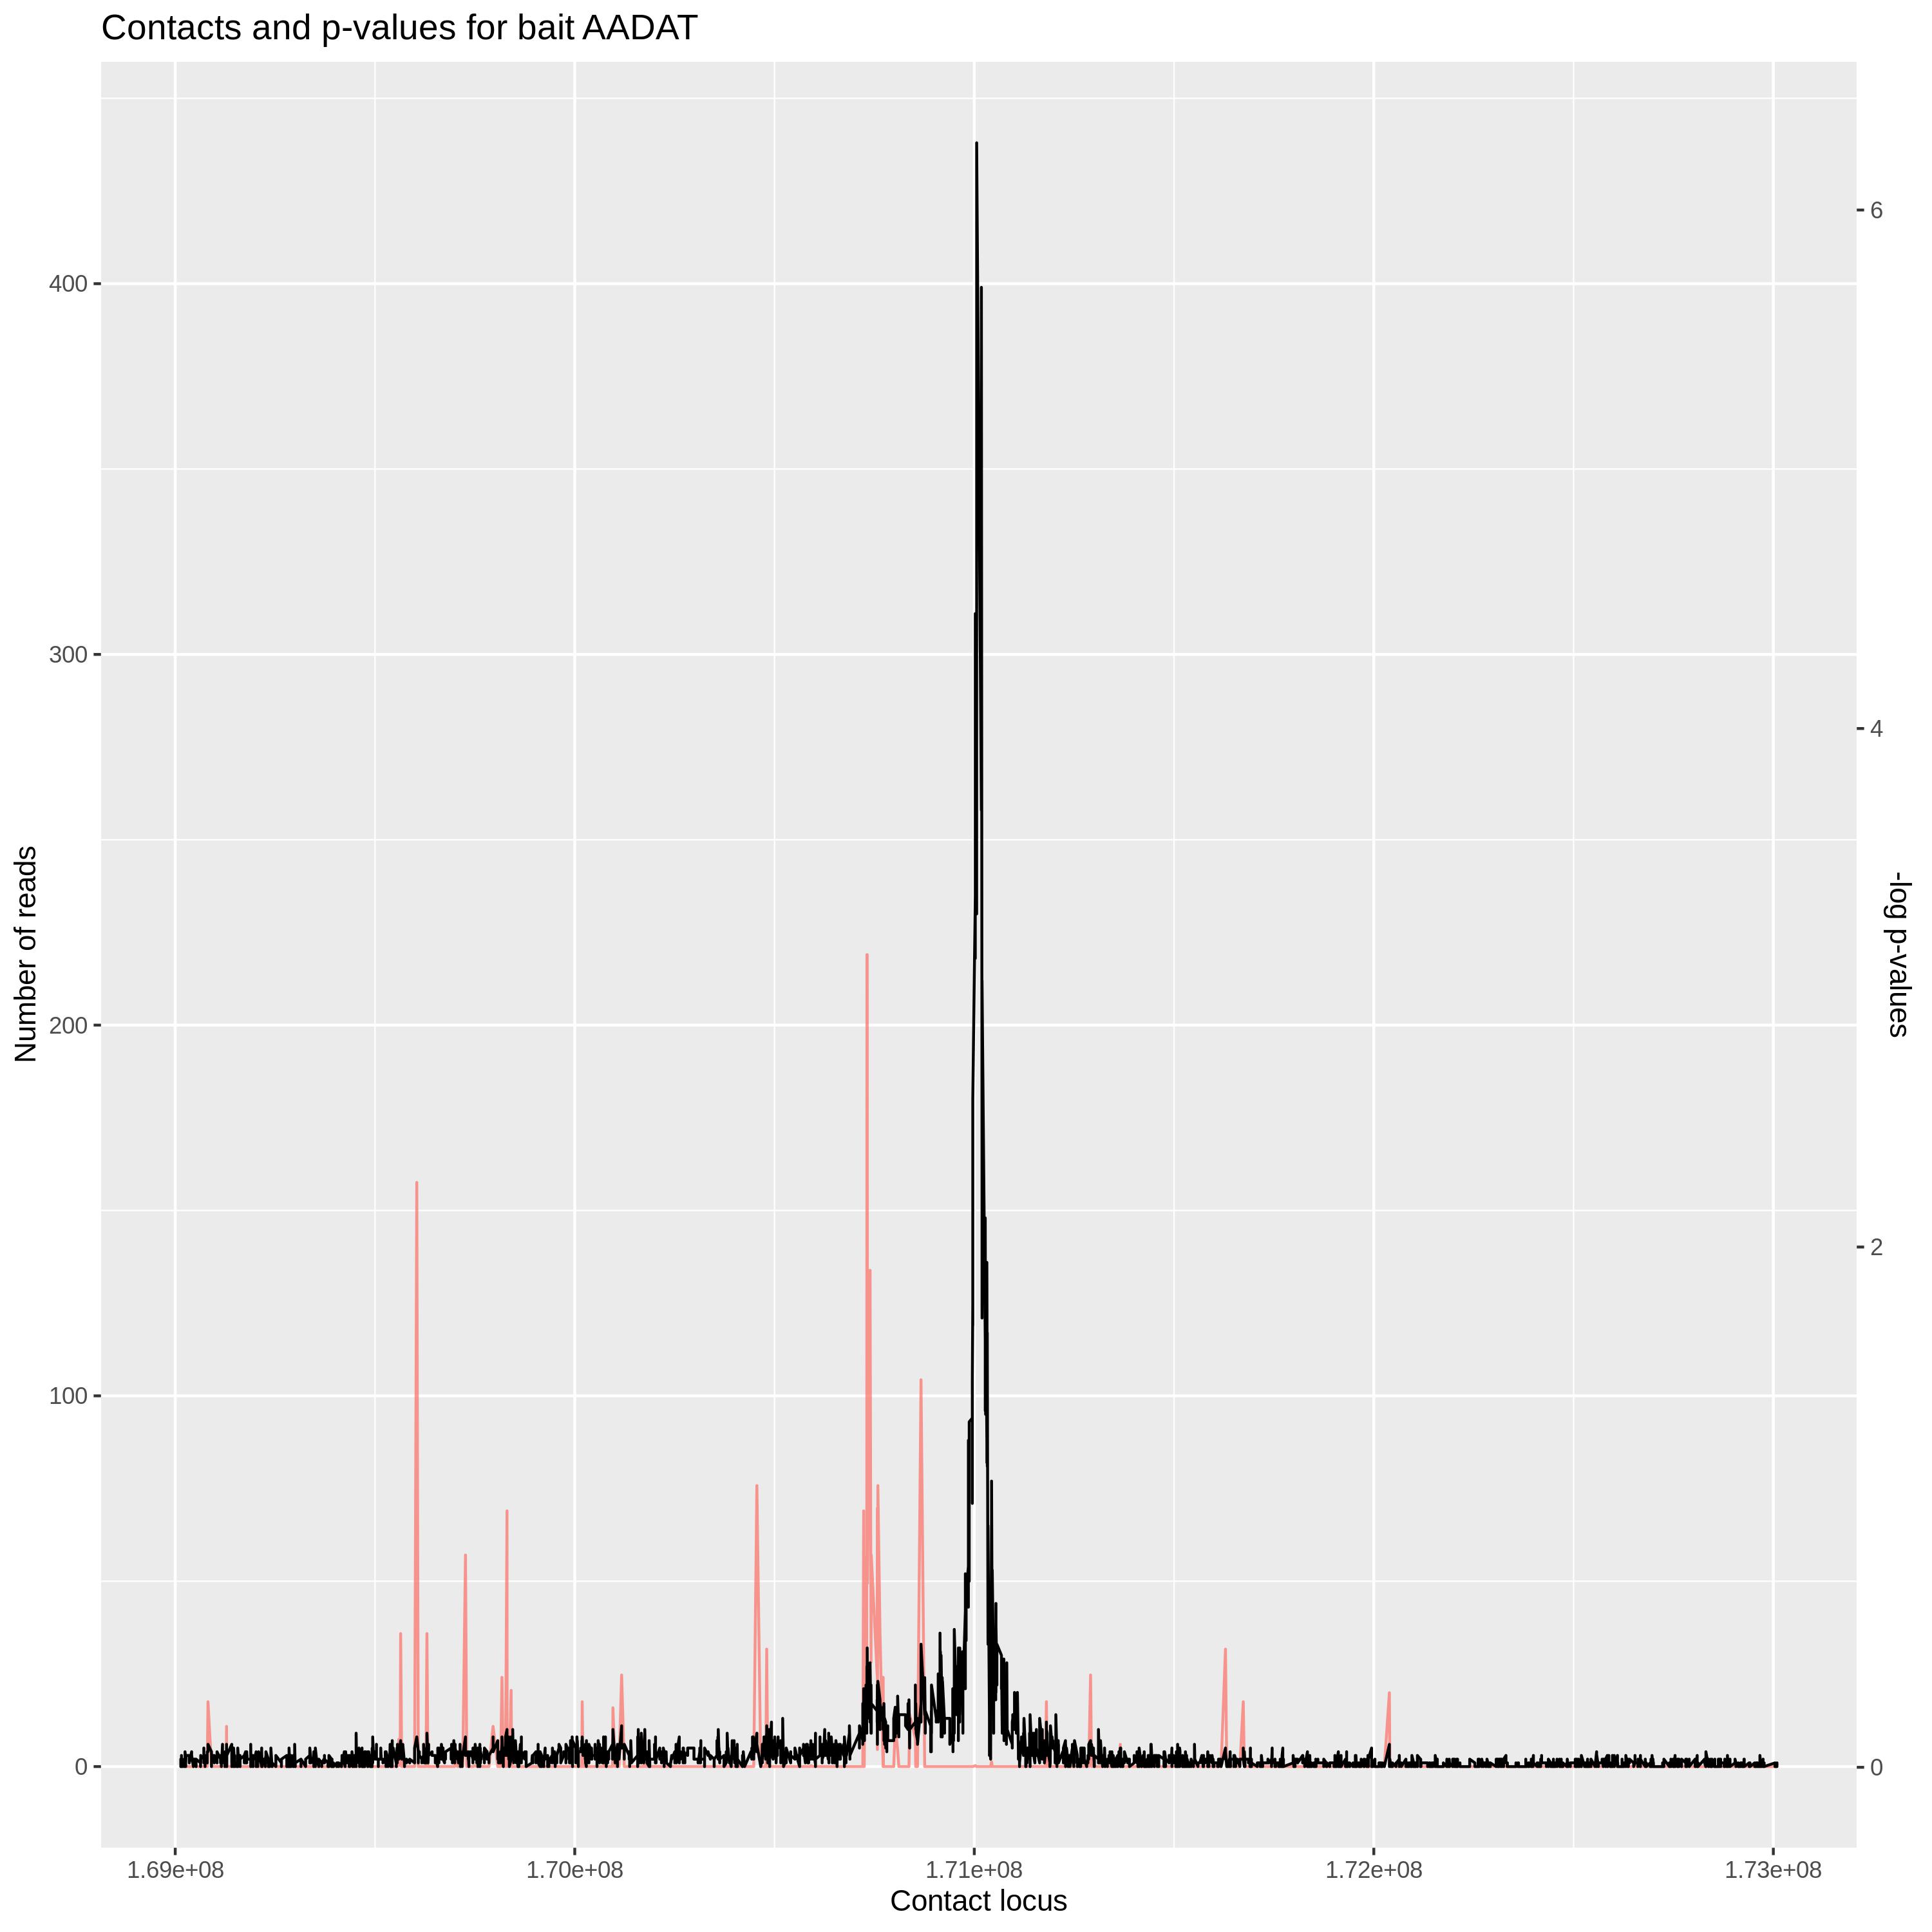 Contacts and p-values for bait AADAT
400
300
200
100
0
Number of reads
6
4
2
0
-log p-values
1.69e+08 1.70e+08 1.71e+08 1.72e+08 1.73e+08
Contact locus